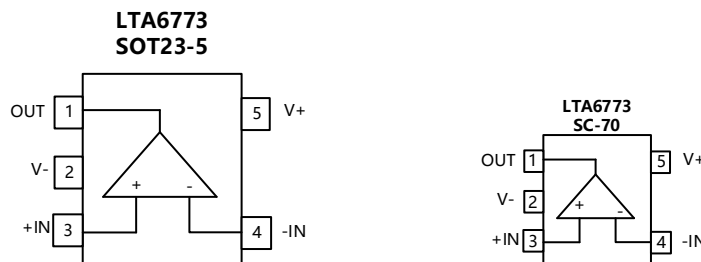 LTA6773
SOT23-5
OUT 1 5 V+
V- 2
+ -
+IN 3 4 -IN
LTA6773
SC-70
OUT 1 5 V+
V- 2
+ -
+IN 3 4 -IN